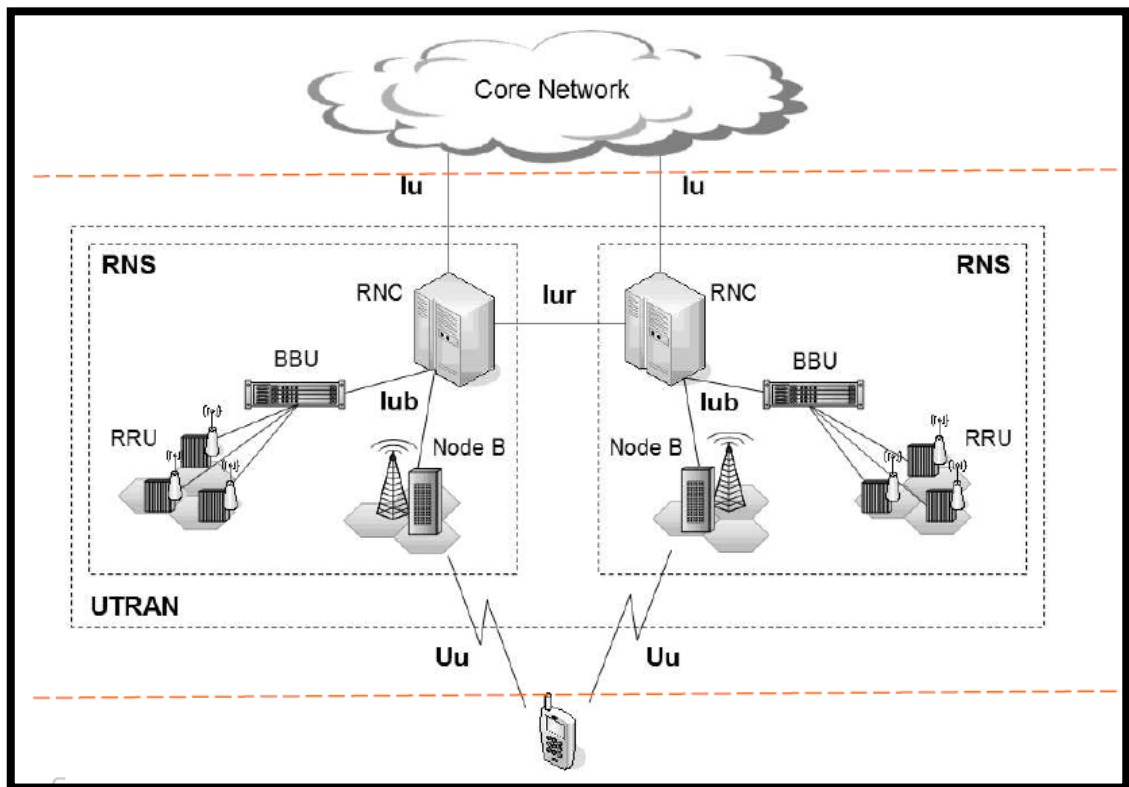 Core Network
Iu
Iu
RNS
RNS
RNC
RNC
Iur
BBU
BBU
Iub
Iub
RRU
Node B
Node B
RRU
UTRAN
Uu
Uu